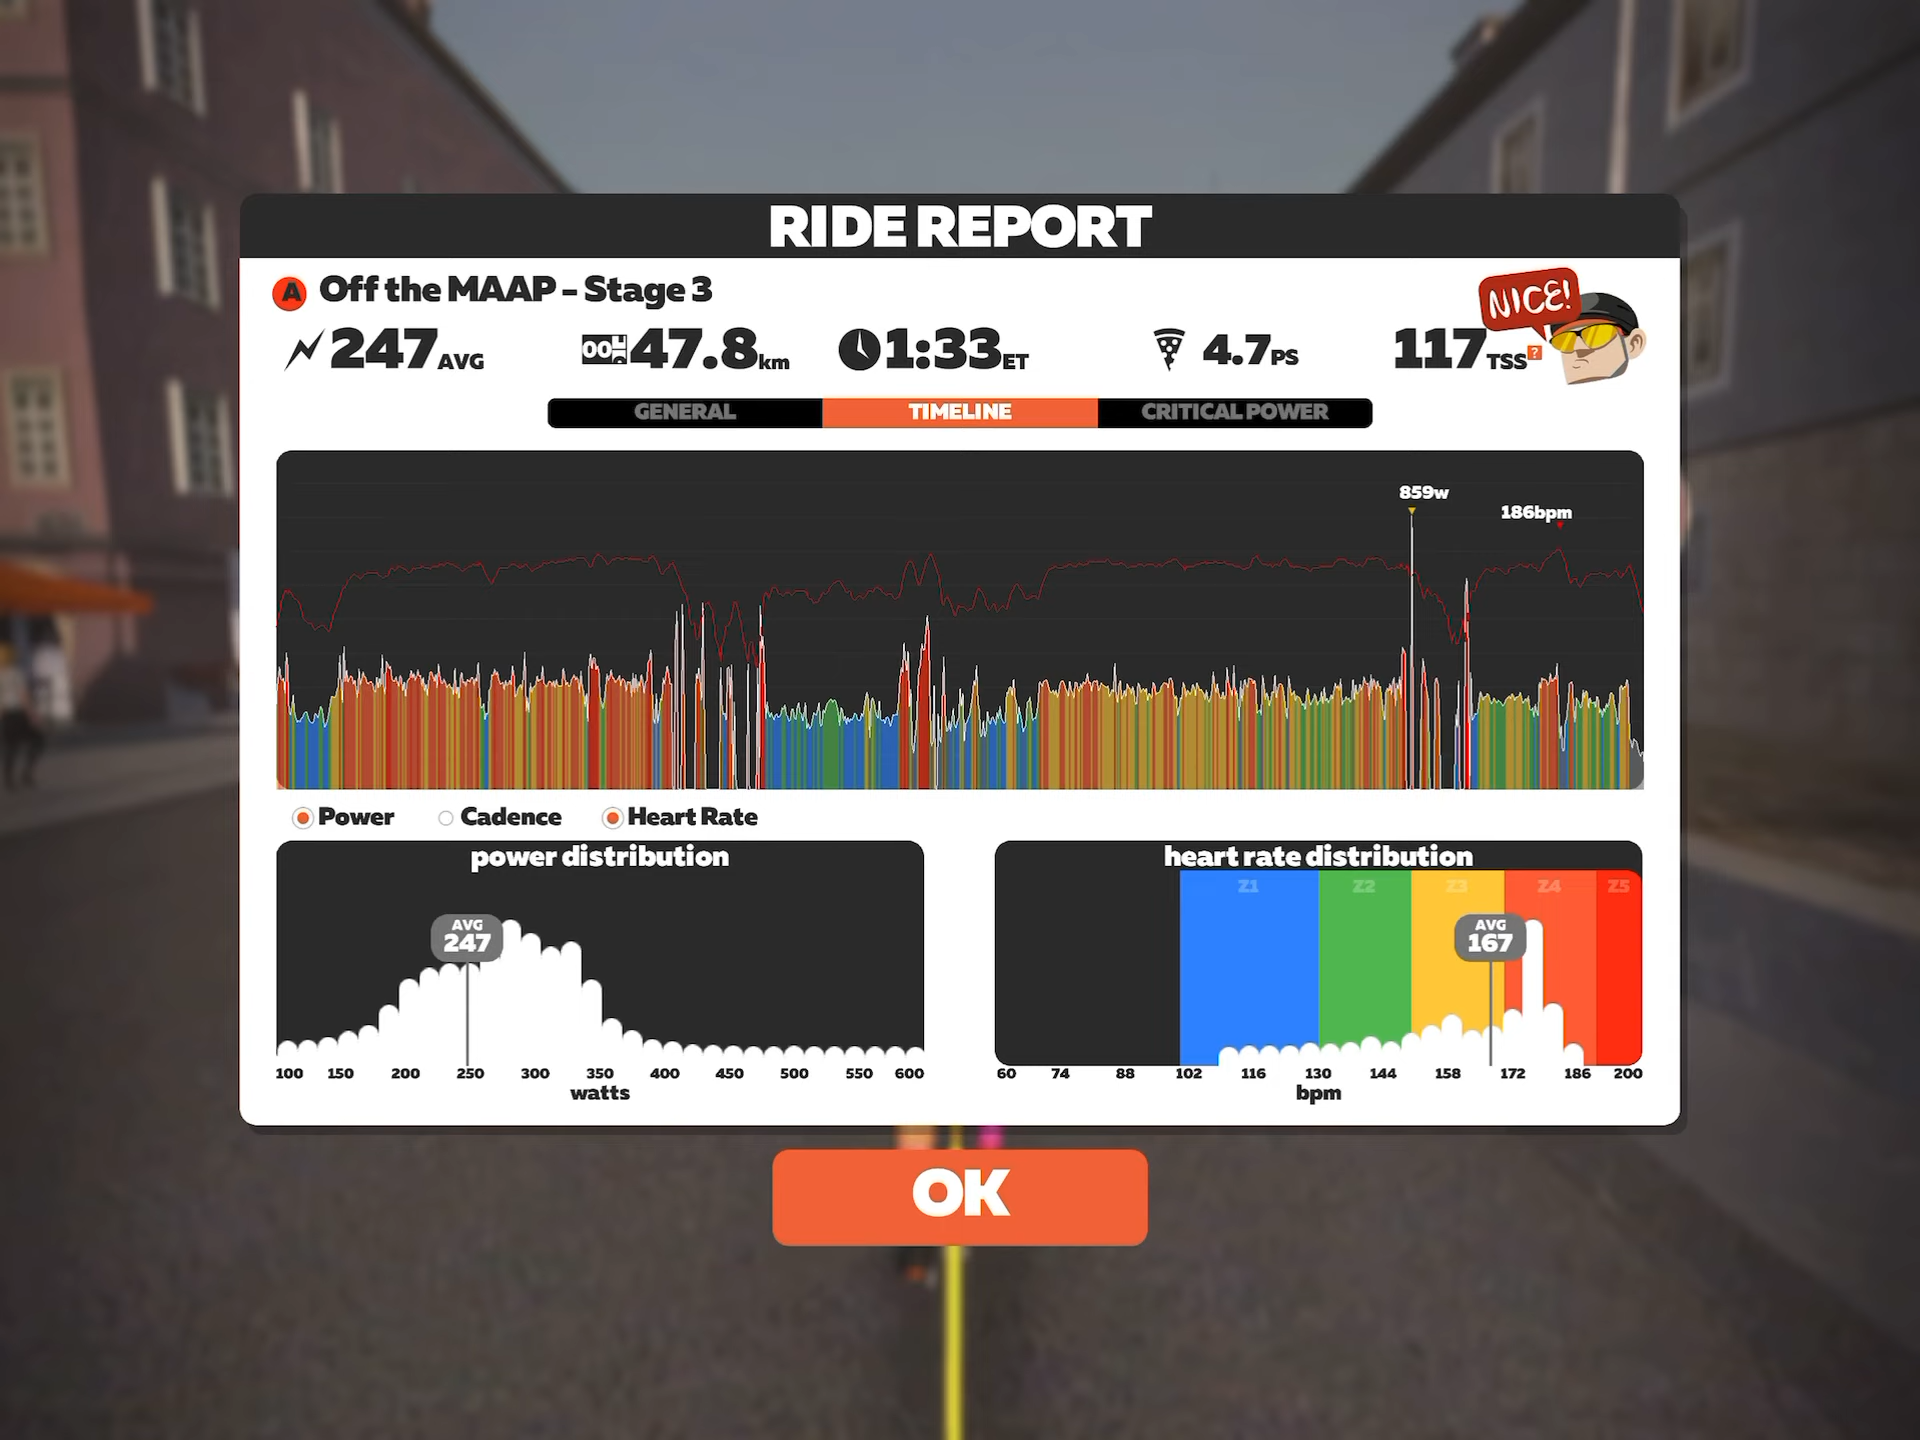 RIDE REPORT
A Off the MAAP - Stage 3
NICE!
247AVG
47.8km
1:33ET
4.7PS
117TSS?
GENERAL
TIMELINE
CRITICAL POWER
859w
186bpm
Power
Cadence
Heart Rate
power distribution
AVG
247
100 150 200 250 300 350 400 450 500 550 600
watts
heart rate distribution
Z1 Z2 Z3 Z4 Z5
AVG
167
60 74 88 102 116 130 144 158 172 186 200
bpm
OK